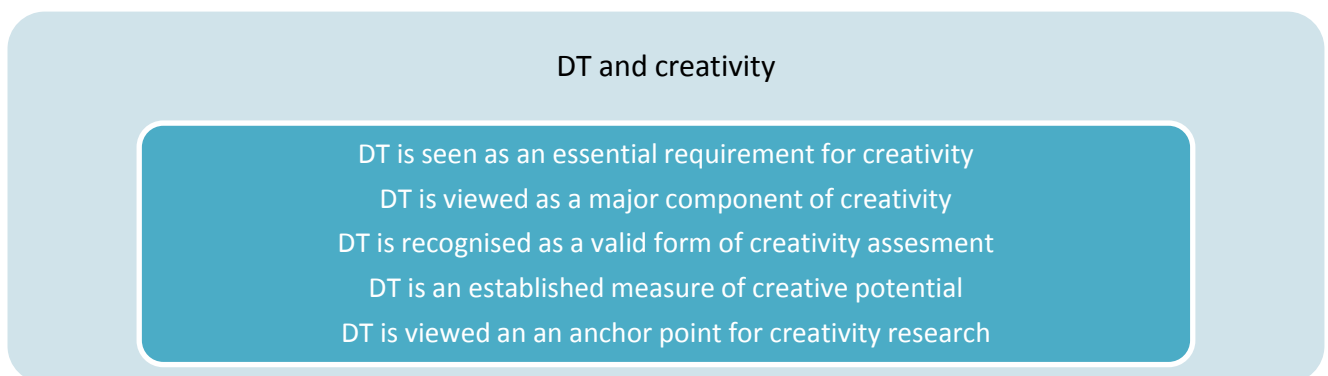 DT and creativity
DT is seen as an essential requirement for creativity
DT is viewed as a major component of creativity
DT is recognised as a valid form of creativity assesment
DT is an established measure of creative potential
DT is viewed an an anchor point for creativity research